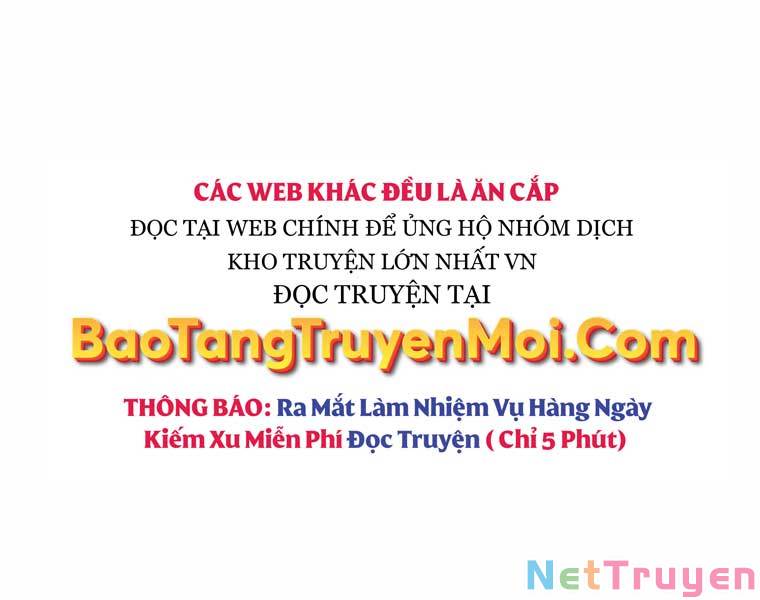 CÁC WEB KHÁC ĐỀU LÀ ĂN CẮP
ĐỌC TẠI WEB CHÍNH ĐỂ ỦNG HỘ NHÓM DỊCH
KHO TRUYỆN LỚN NHẤT VN
ĐỌC TRUYỆN TẠI
BaoTangTruyenMoi.Com
THÔNG BÁO: Ra Mắt Làm Nhiệm Vụ Hàng Ngày
Kiếm Xu Miễn Phí Đọc Truyện ( Chỉ 5 Phút)
NetTruyen